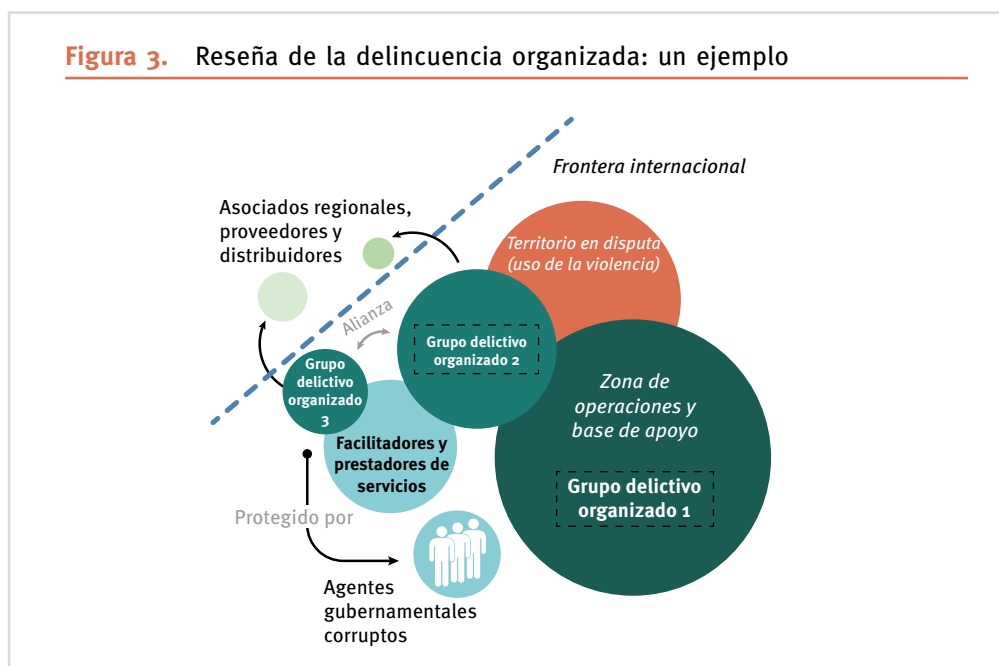 Figura 3. Reseña de la delincuencia organizada: un ejemplo
Frontera internacional
Asociados regionales,
proveedores y
distribuidores
Territorio en disputa
(uso de la violencia)
Alianza
Grupo delictivo
organizado 2
Grupo
delictivo
organizado
3
Zona de
operaciones y
base de apoyo
Grupo delictivo
organizado 1
Facilitadores y
prestadores de
servicios
Protegido por
Agentes
gubernamentales
corruptos